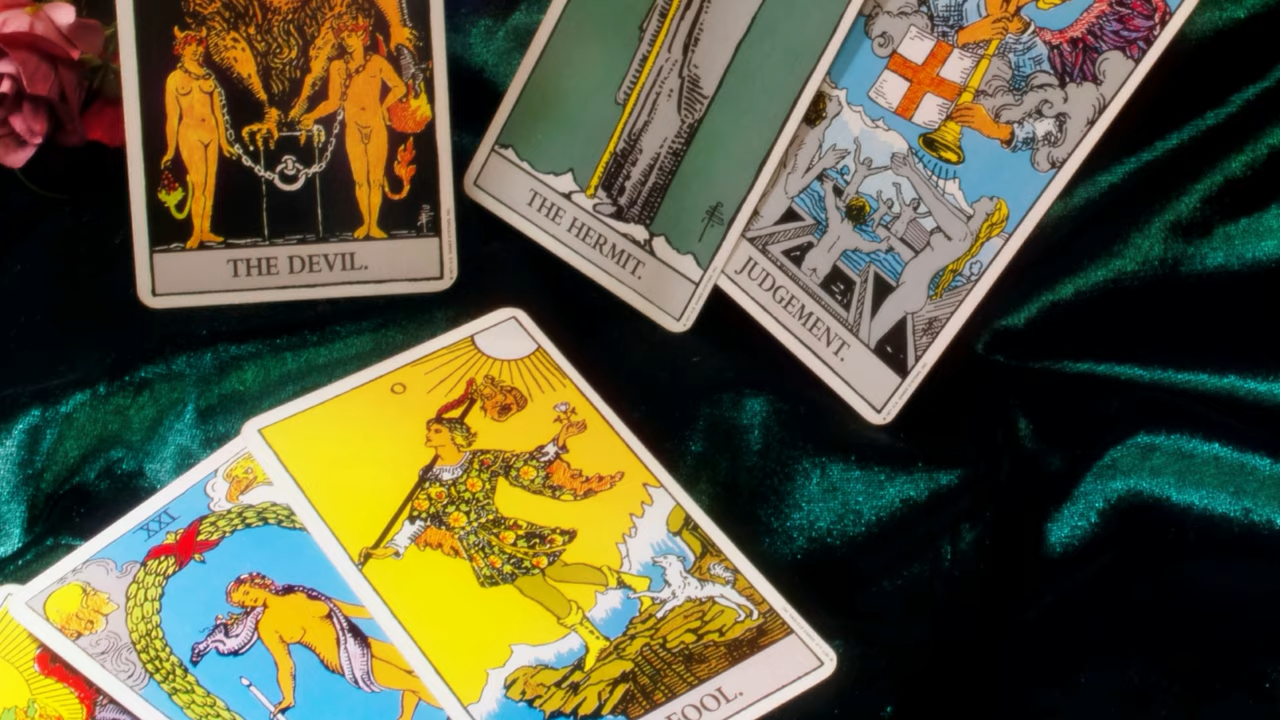 THE DEVIL.
THE HERMIT.
JUDGEMENT.
XXI
FOOL.